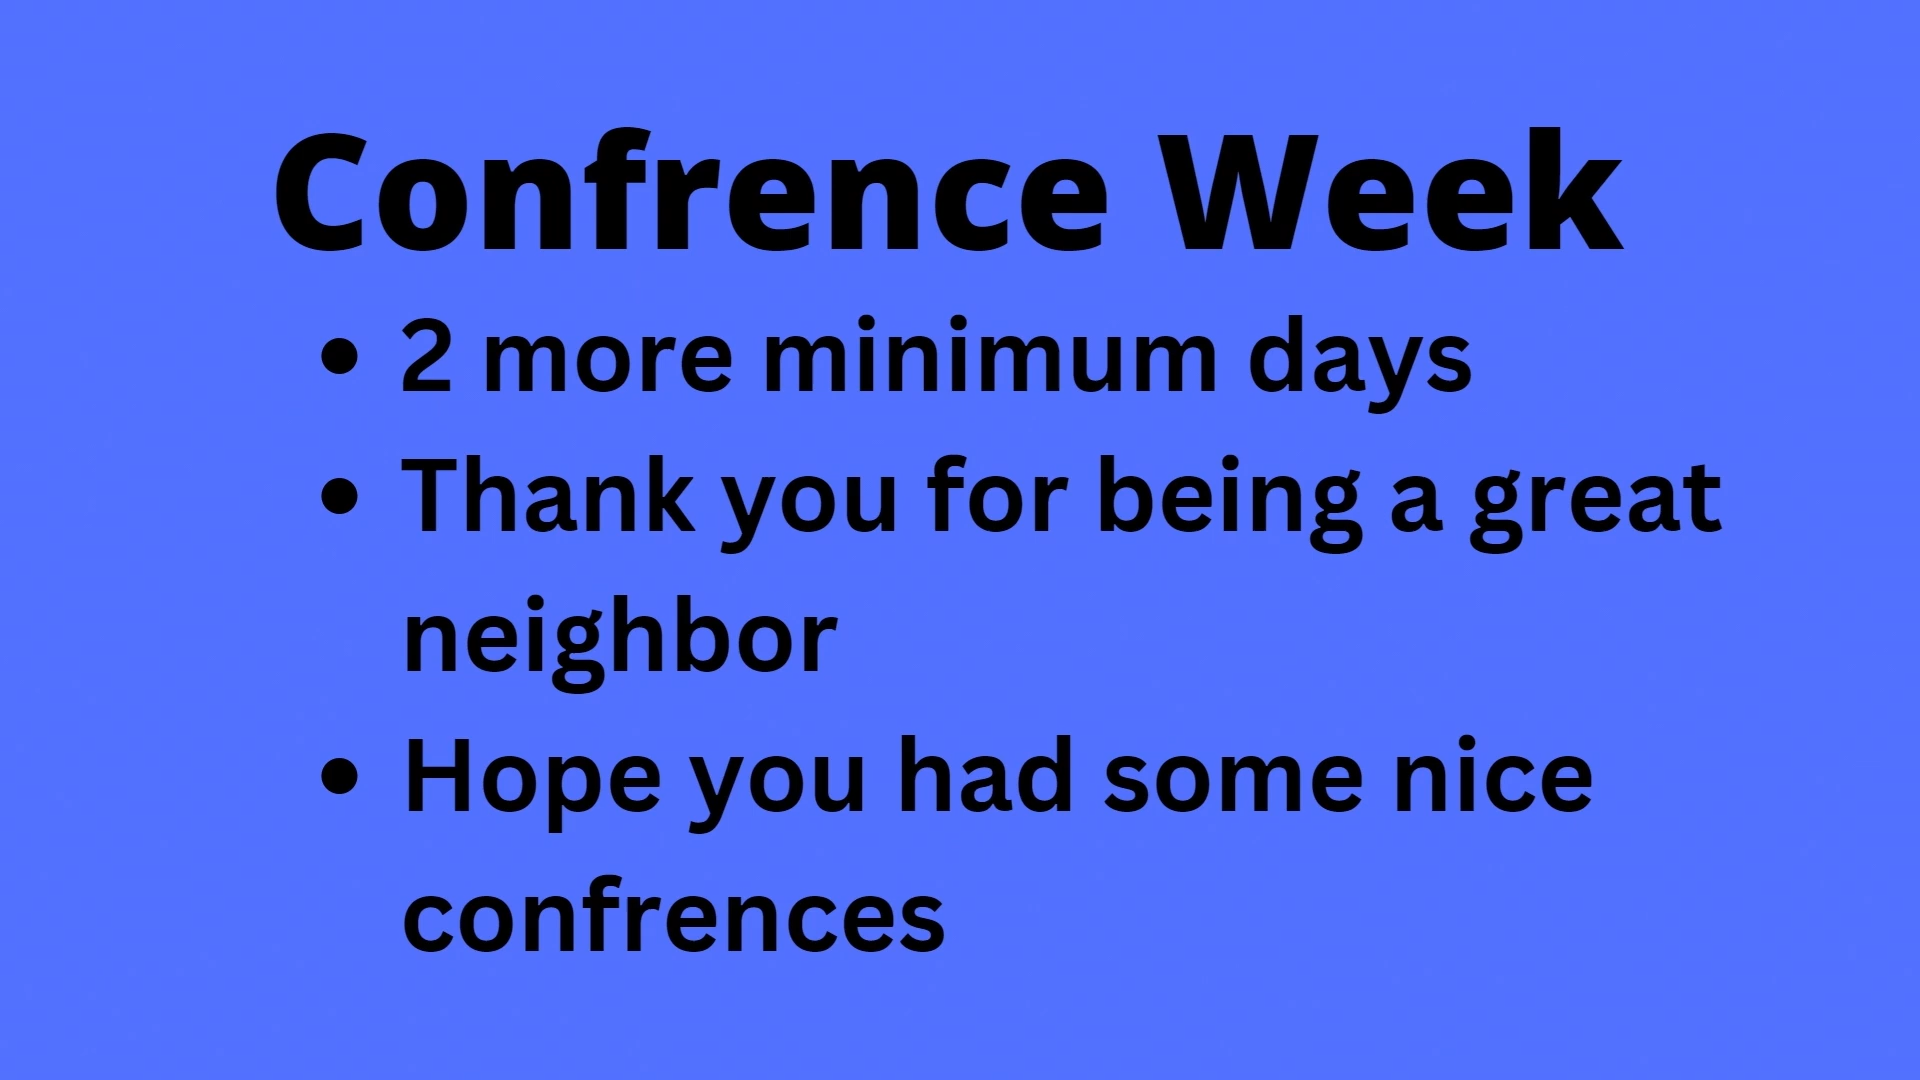 Confrence Week
• 2 more minimum days
• Thank you for being a great
neighbor
• Hope you had some nice
confrences